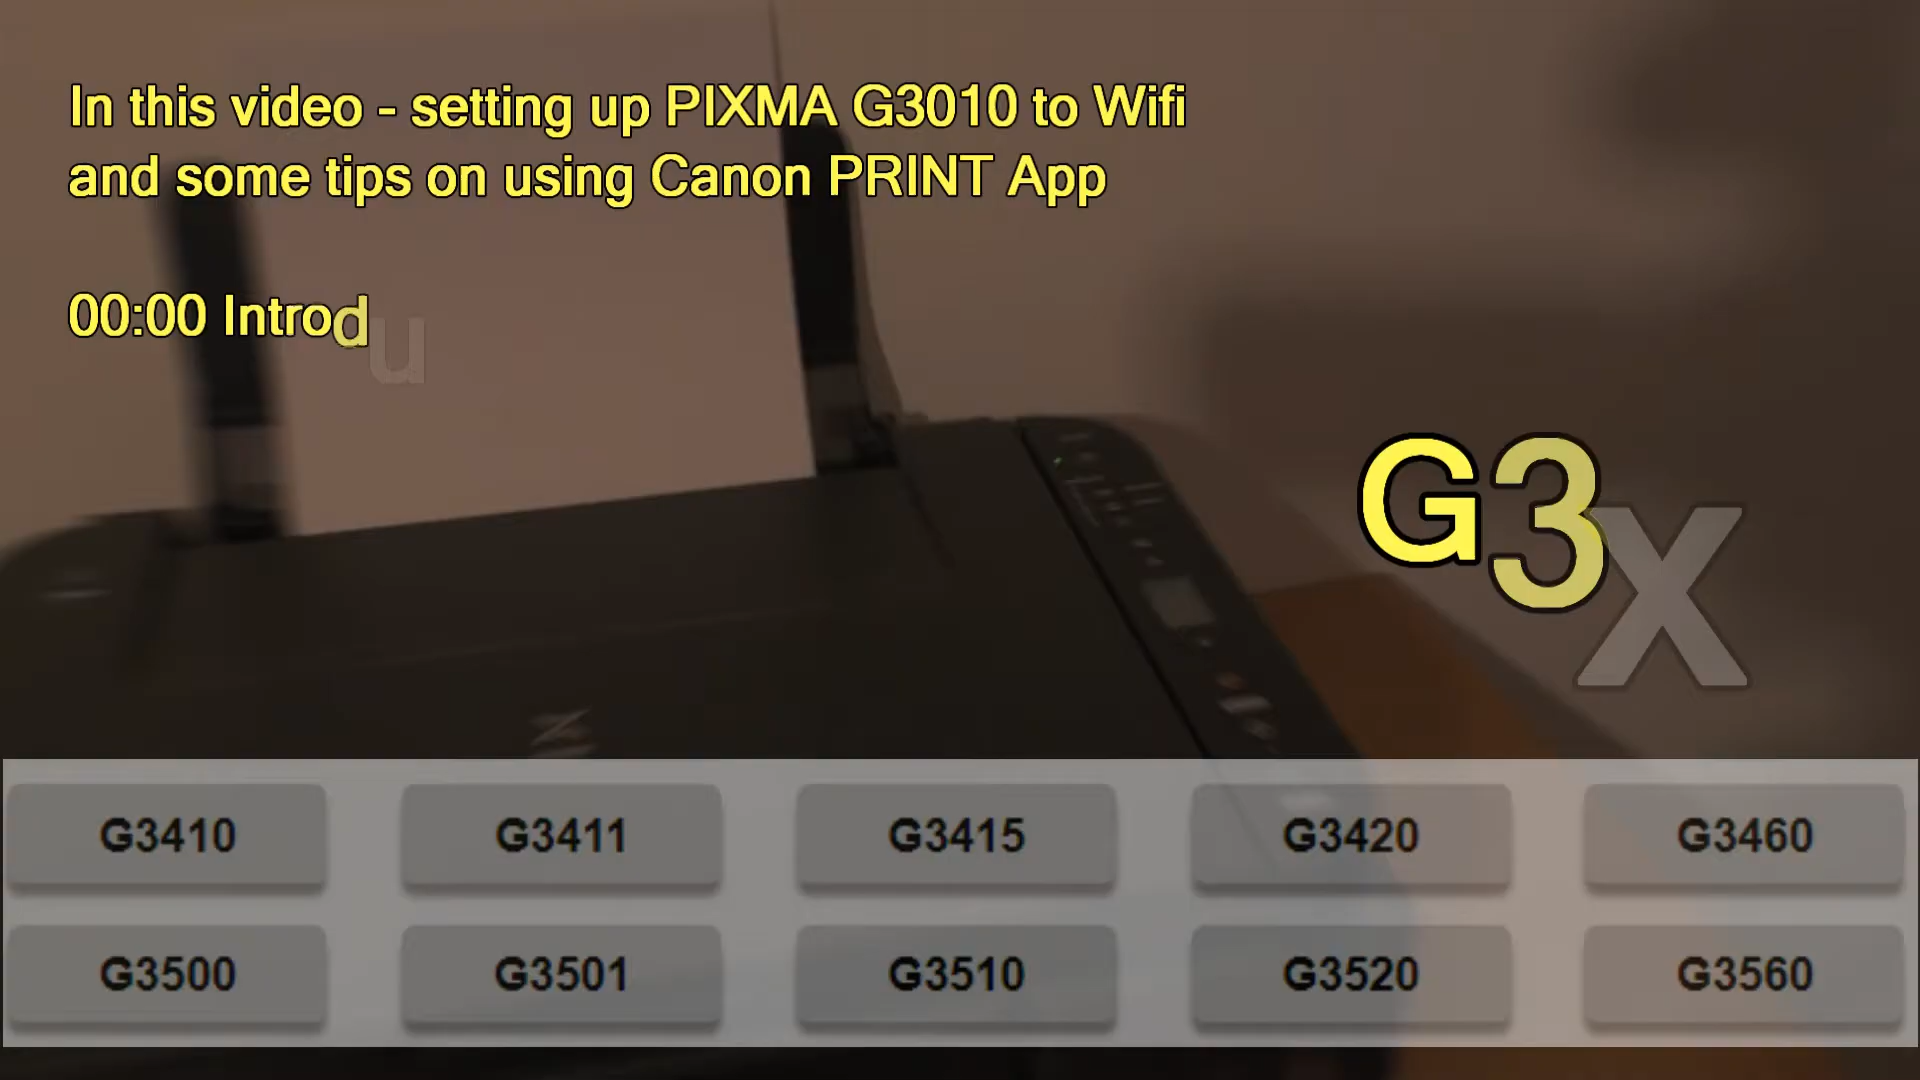 In this video - setting up PIXMA G3010 to Wifi
and some tips on using Canon PRINT App
00:00 Introdu
G3x
G3410 G3411 G3415 G3420 G3460
G3500 G3501 G3510 G3520 G3560